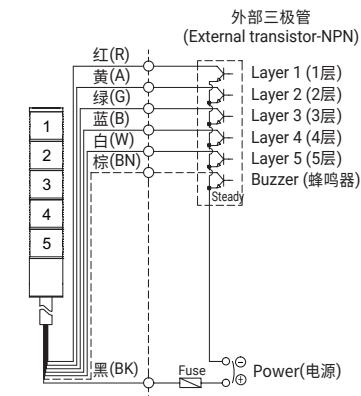 外部三极管
(External transistor-NPN)
红(R)
黄(A)
绿(G)
蓝(B)
白(W)
棕(BN)
Layer 1 (1层)
Layer 2 (2层)
Layer 3 (3层)
Layer 4 (4层)
Layer 5 (5层)
Buzzer (蜂鸣器)
Steady
1
2
3
4
5
黑(BK)
Fuse
Power(电源)